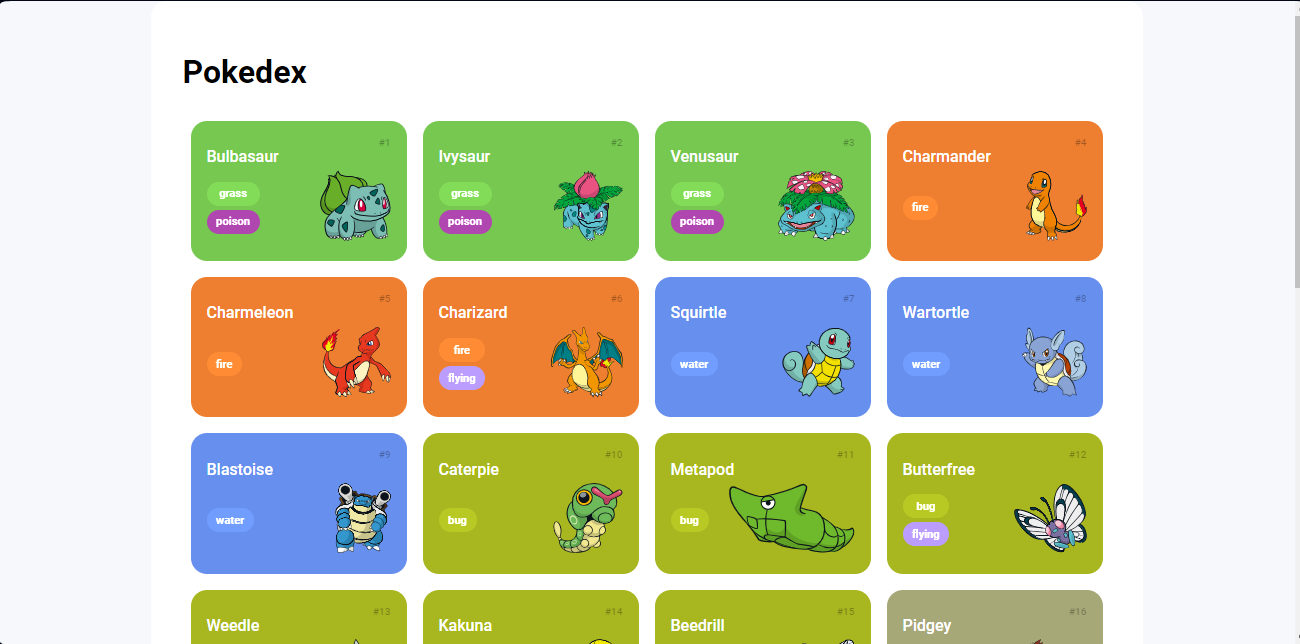 Pokedex
#1
Bulbasaur
grass
poison
#2
Ivysaur
grass
poison
#3
Venusaur
grass
poison
#4
Charmander
fire
#5
Charmeleon
fire
#6
Charizard
fire
flying
#7
Squirtle
water
#8
Wartortle
water
#9
Blastoise
water
#10
Caterpie
bug
#11
Metapod
bug
#12
Butterfree
bug
flying
#13
Weedle
#14
Kakuna
#15
Beedrill
#16
Pidgey